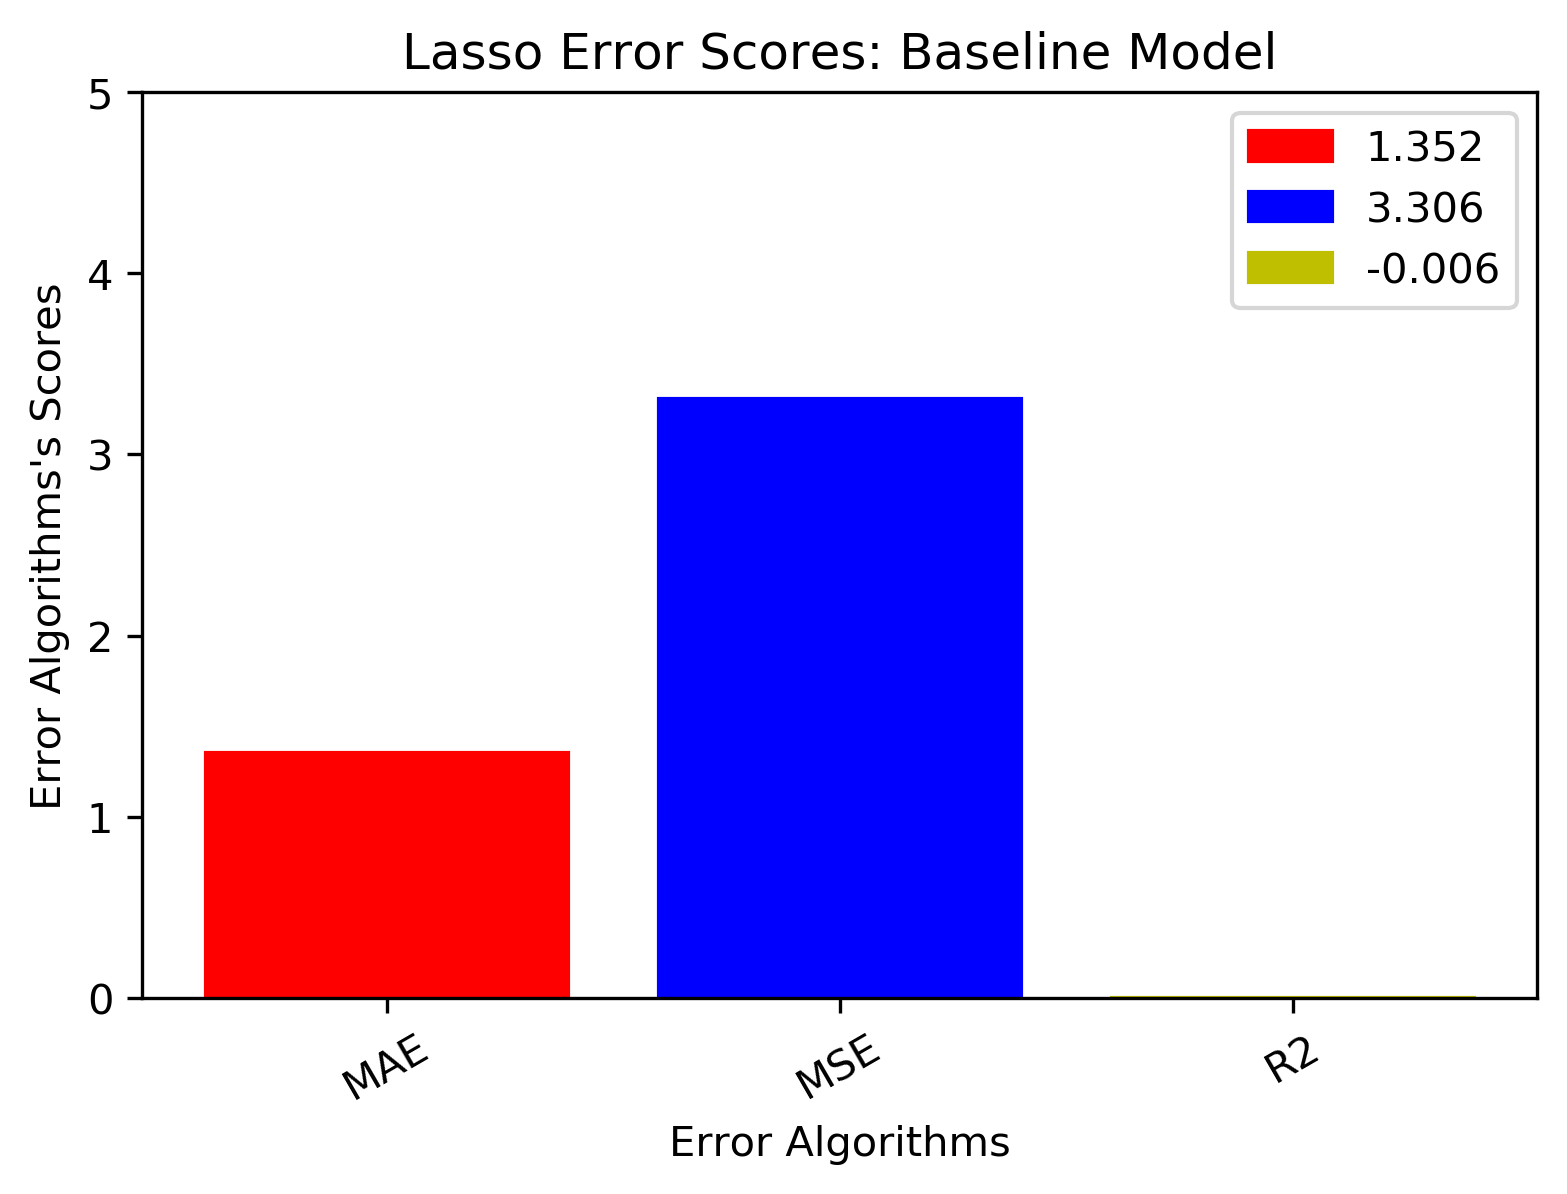 Lasso Error Scores: Baseline Model
5
4
3
2
1
0
Error Algorithms's Scores
1.352
3.306
-0.006
MAE
MSE
R2
Error Algorithms